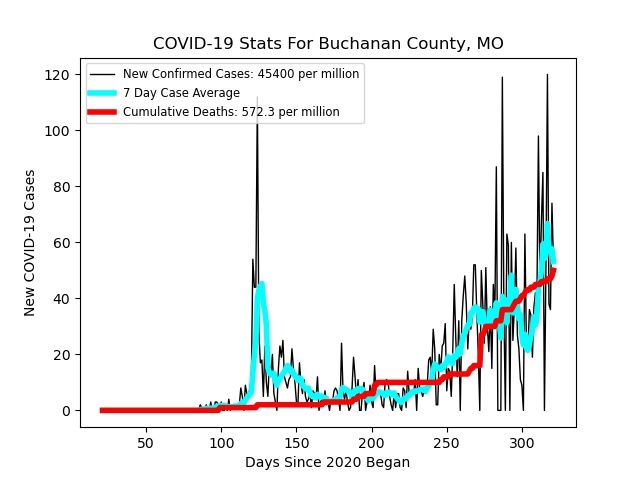 COVID-19 Stats For Buchanan County, MO
New Confirmed Cases: 45400 per million
7 Day Case Average
Cumulative Deaths: 572.3 per million
New COVID-19 Cases
120
100
80
60
40
20
0
50 100 150 200 250 300
Days Since 2020 Began